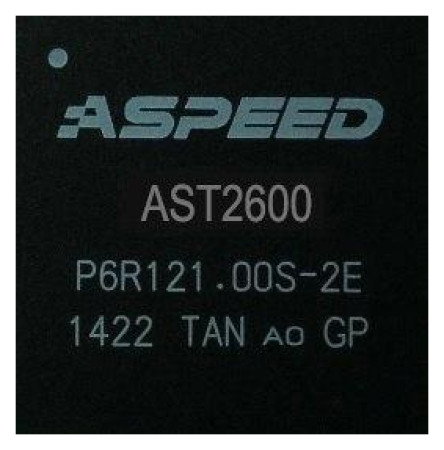 ASPEED
AST2600
P6R121.00S-2E
1422 TAN A0 GP